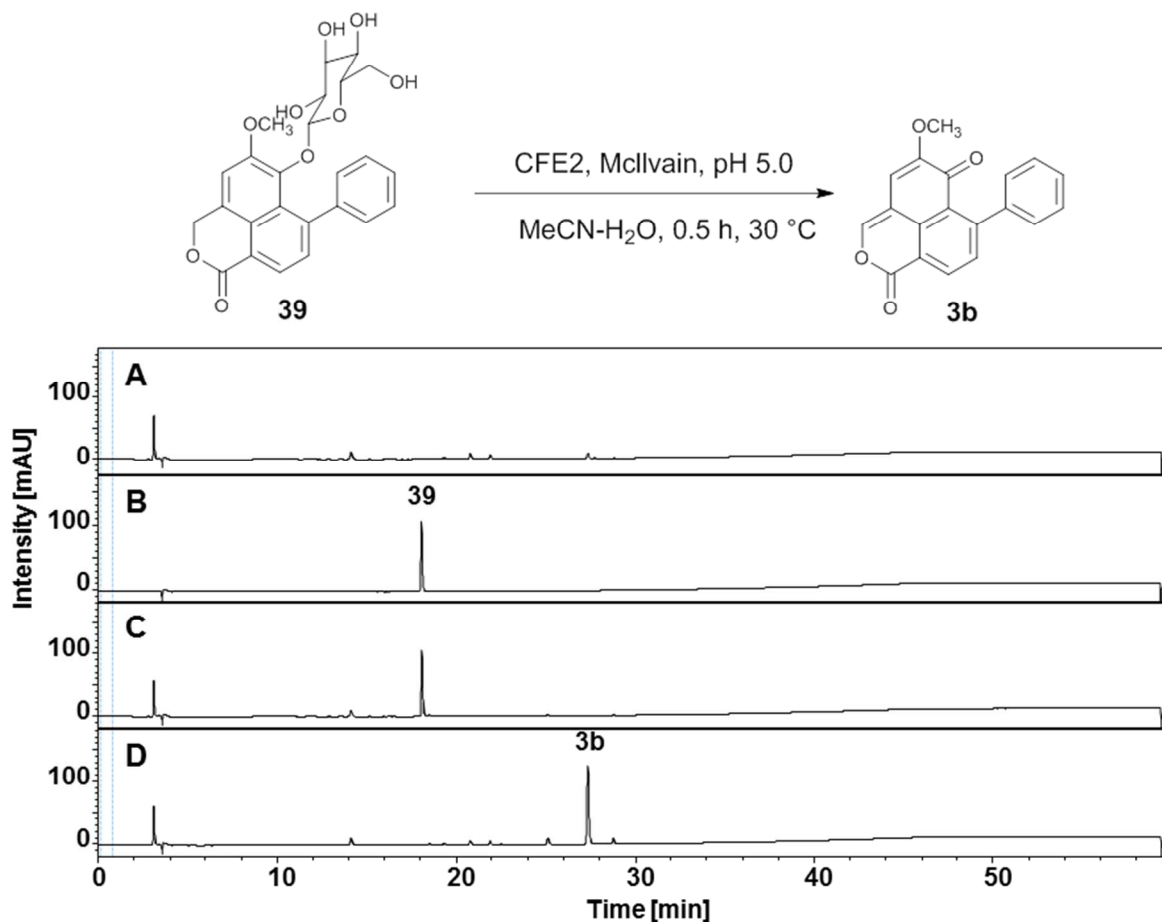 OH
OH
OH
HO
O
OCH3
O
O
O
39
CFE2, McIlvain, pH 5.0
MeCN-H2O, 0.5 h, 30 °C
OCH3
O
O
O
3b
Intensity [mAU]
A
100
0
B
39
100
0
C
100
0
D
3b
100
0
0 10 20 30 40 50
Time [min]